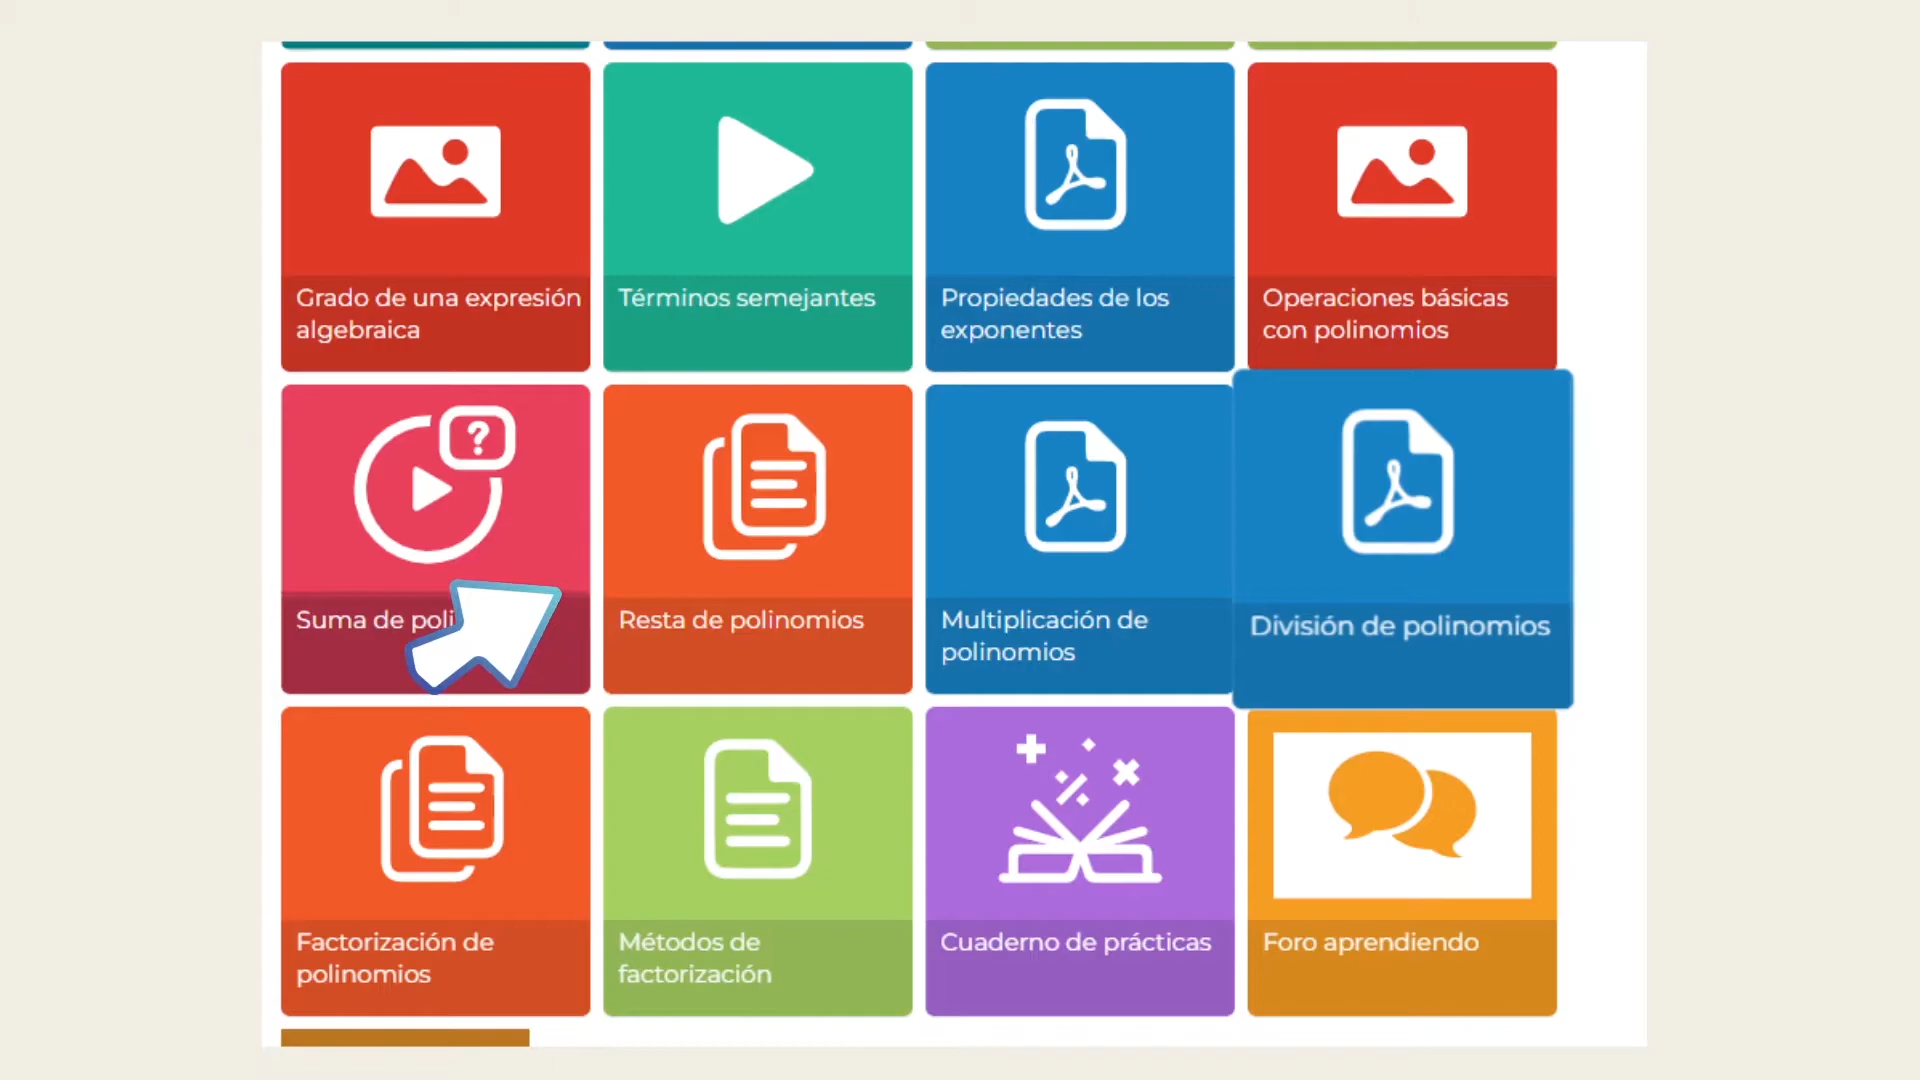 Grado de una expresión
algebraica
Términos semejantes
Propiedades de los
exponentes
Operaciones básicas
con polinomios
?
Suma de poli
Resta de polinomios
Multiplicación de
polinomios
División de polinomios
Factorización de
polinomios
Métodos de
factorización
Cuaderno de prácticas
Foro aprendiendo